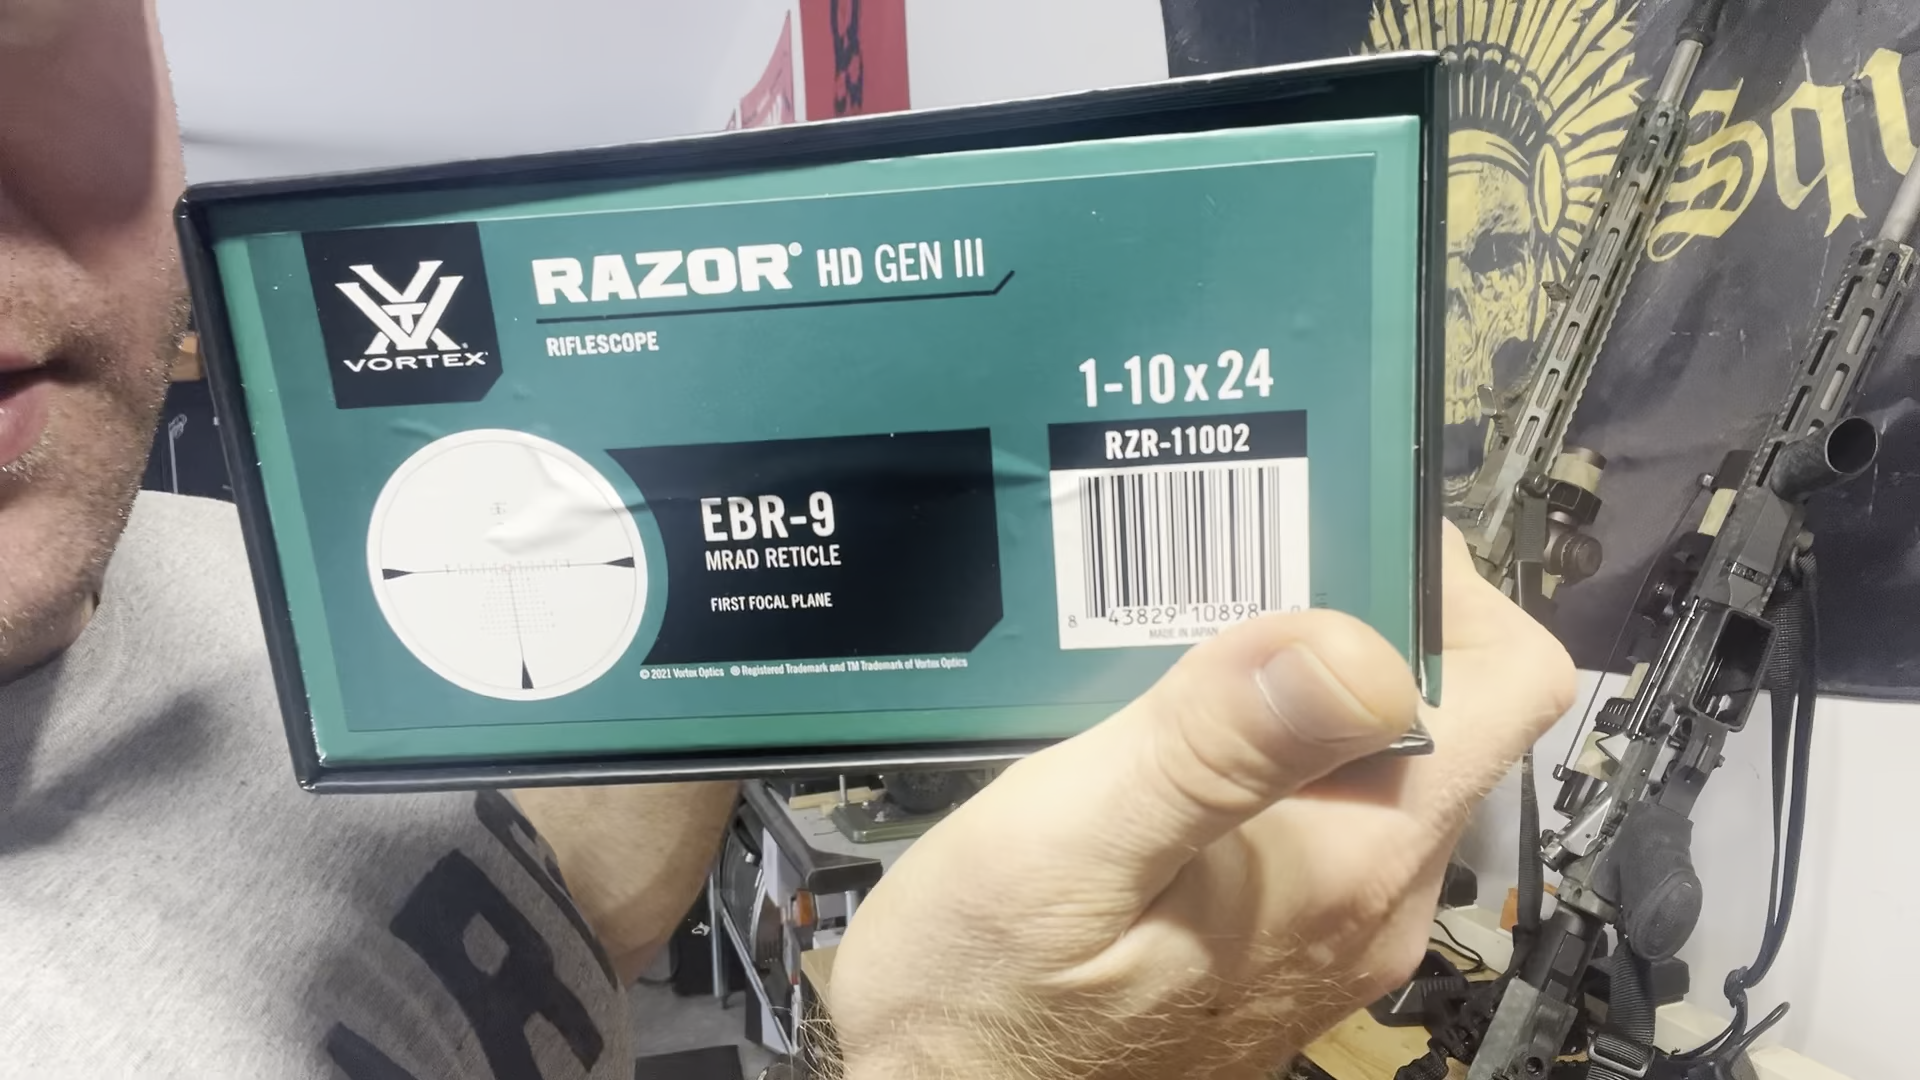 VORTEX®
RAZOR® HD GEN III
RIFLESCOPE
1-10x24
RZR-11002
EBR-9
MRAD RETICLE
FIRST FOCAL PLANE
8 43829 10898
MADE IN JAPAN
© 2021 Vortex Optics ® Registered Trademark and TM Trademark of Vortex Optics
Squ